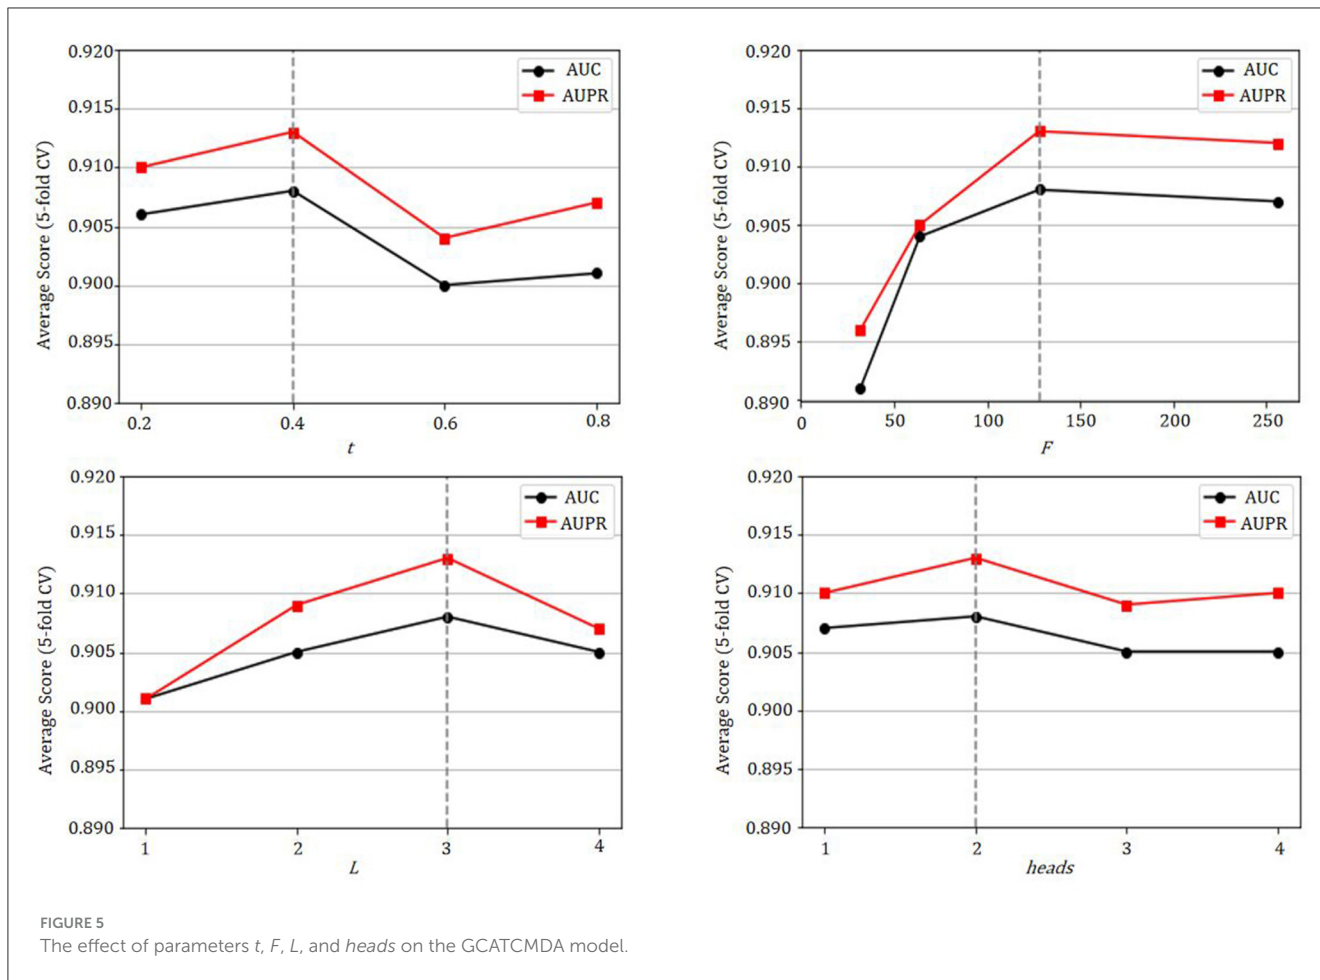 0.920
0.915
0.910
0.905
0.900
0.895
0.890
Average Score (5-fold CV)
AUC
AUPR
0.2 0.4 0.6 0.8
t
0.920
0.915
0.910
0.905
0.900
0.895
0.890
Average Score (5-fold CV)
AUC
AUPR
0 50 100 150 200 250
F
0.920
0.915
0.910
0.905
0.900
0.895
0.890
Average Score (5-fold CV)
AUC
AUPR
1 2 3 4
L
0.920
0.915
0.910
0.905
0.900
0.895
0.890
Average Score (5-fold CV)
AUC
AUPR
1 2 3 4
heads
FIGURE 5
The effect of parameters t, F, L, and heads on the GCATCMDA model.